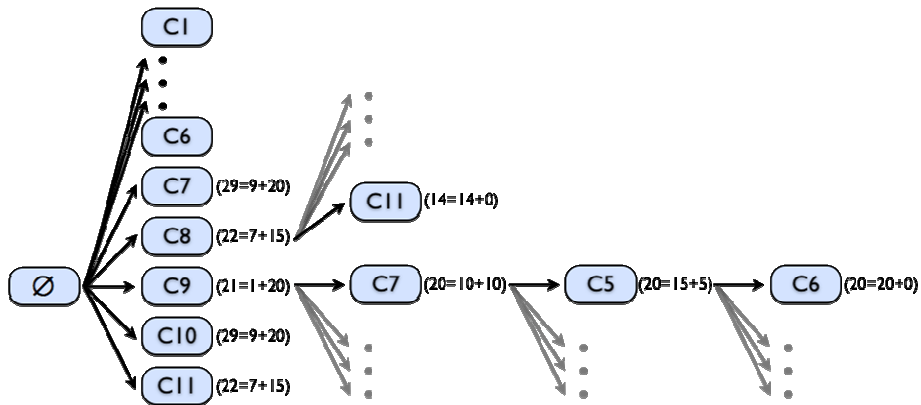 C1
C6
C7 (29=9+20)
C11 (14=14+0)
C8 (22=7+15)
Ø C9 (21=1+20) C7 (20=10+10) C5 (20=15+5) C6 (20=20+0)
C10 (29=9+20)
C11 (22=7+15)